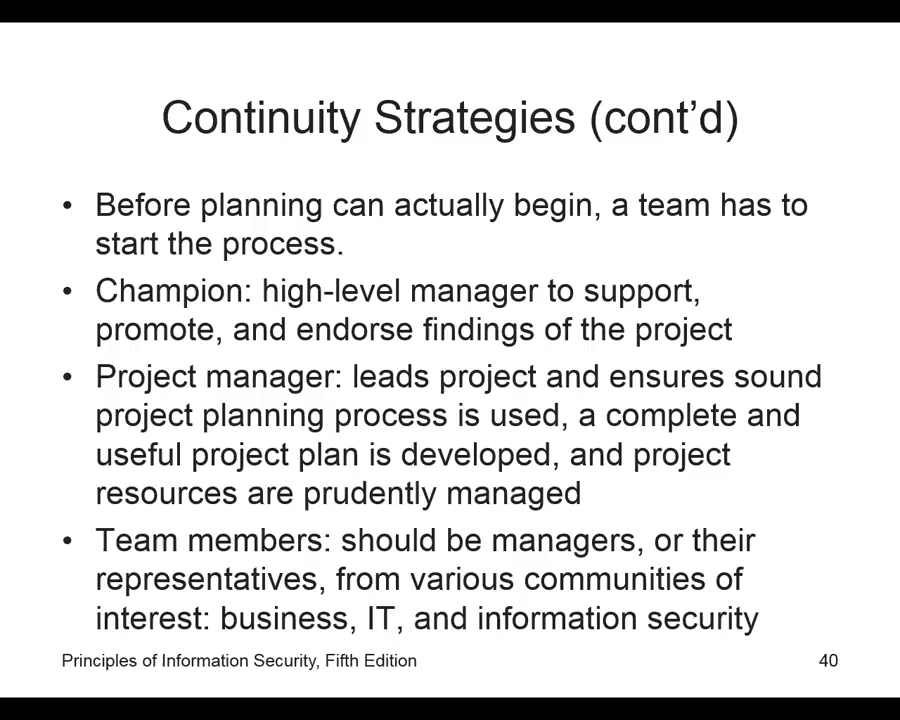 Continuity Strategies (cont’d)
• Before planning can actually begin, a team has to
start the process.
• Champion: high-level manager to support,
promote, and endorse findings of the project
• Project manager: leads project and ensures sound
project planning process is used, a complete and
useful project plan is developed, and project
resources are prudently managed
• Team members: should be managers, or their
representatives, from various communities of
interest: business, IT, and information security
Principles of Information Security, Fifth Edition 40